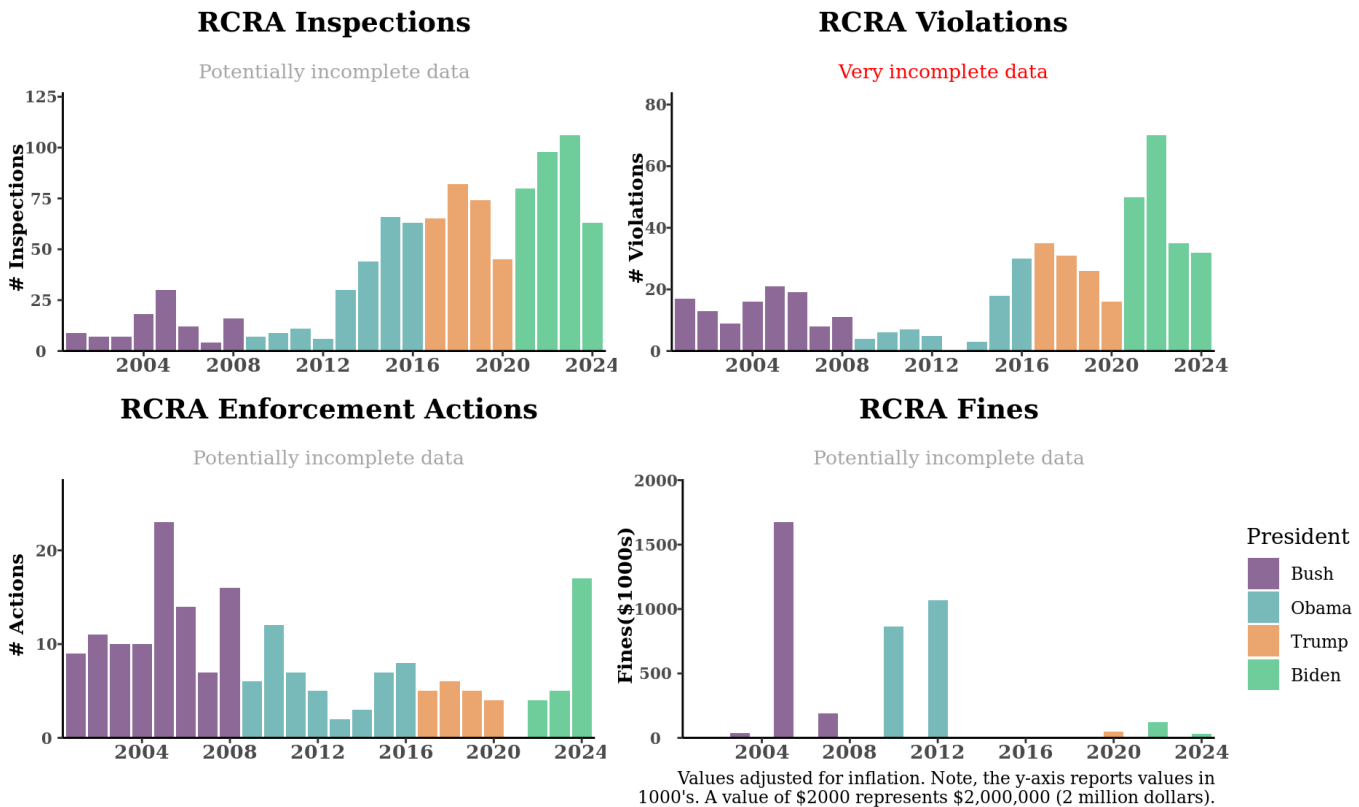 RCRA Inspections
Potentially incomplete data
# Inspections
125
100
75
50
25
0
2004 2008 2012 2016 2020 2024
RCRA Violations
Very incomplete data
# Violations
80
60
40
20
0
2004 2008 2012 2016 2020 2024
RCRA Enforcement Actions
Potentially incomplete data
# Actions
20
10
0
2004 2008 2012 2016 2020 2024
RCRA Fines
Potentially incomplete data
Fines($1000s)
2000
1500
1000
500
0
2004 2008 2012 2016 2020 2024
President
Bush
Obama
Trump
Biden
Values adjusted for inflation. Note, the y-axis reports values in
1000's. A value of $2000 represents $2,000,000 (2 million dollars).